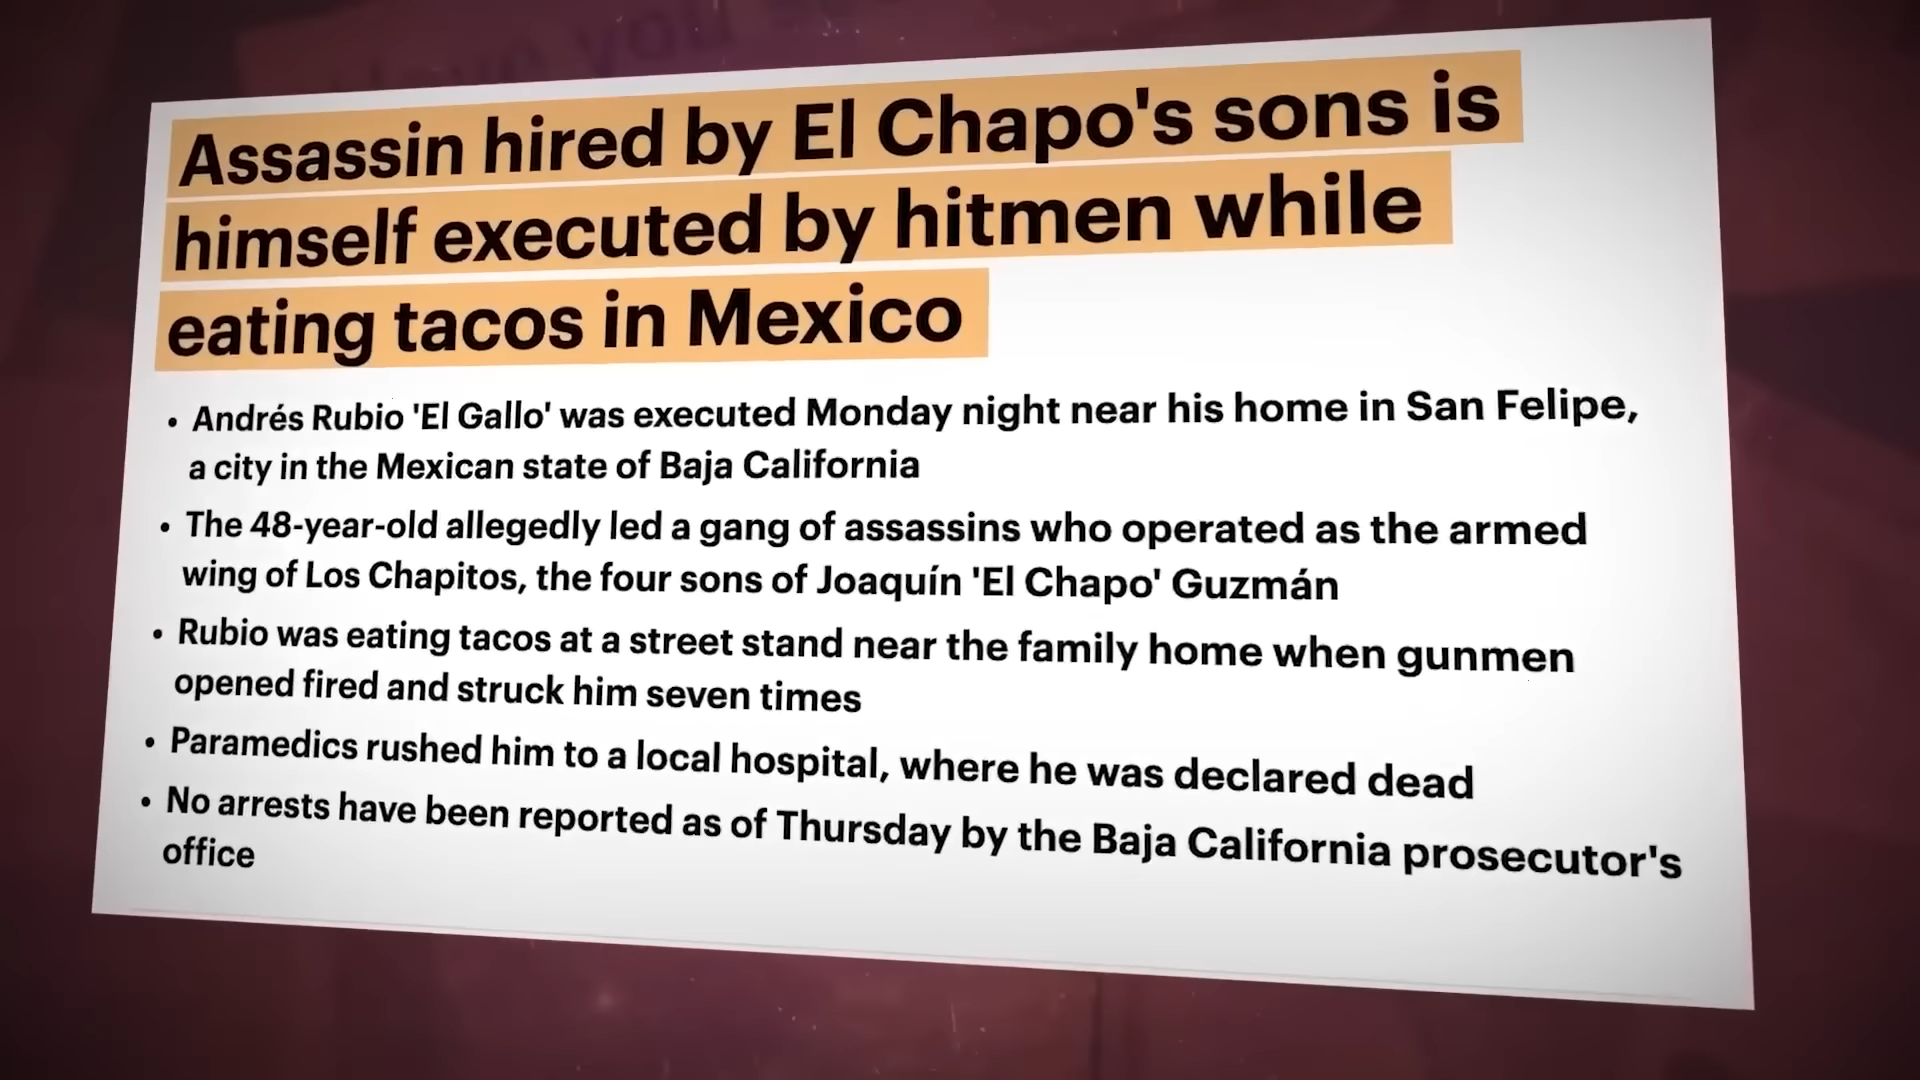 Assassin hired by El Chapo's sons is
himself executed by hitmen while
eating tacos in Mexico
• Andrés Rubio 'El Gallo' was executed Monday night near his home in San Felipe,
a city in the Mexican state of Baja California
• The 48-year-old allegedly led a gang of assassins who operated as the armed
wing of Los Chapitos, the four sons of Joaquín 'El Chapo' Guzmán
• Rubio was eating tacos at a street stand near the family home when gunmen
opened fired and struck him seven times
• Paramedics rushed him to a local hospital, where he was declared dead
• No arrests have been reported as of Thursday by the Baja California prosecutor's
office